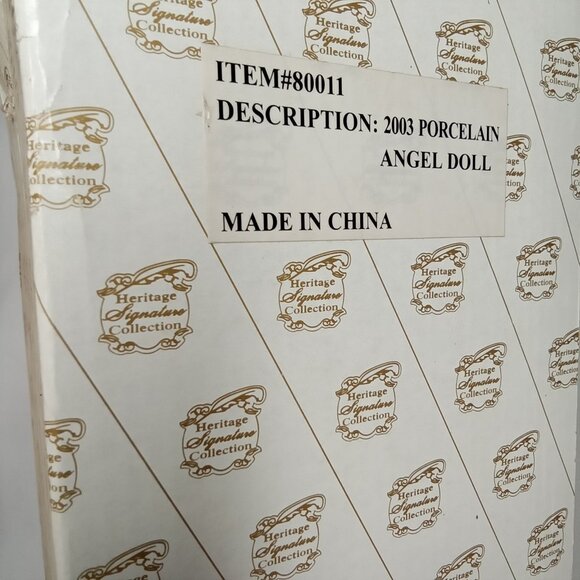 ITEM#80011
DESCRIPTION: 2003 PORCELAIN
ANGEL DOLL
MADE IN CHINA
Heritage
Signature
Collection